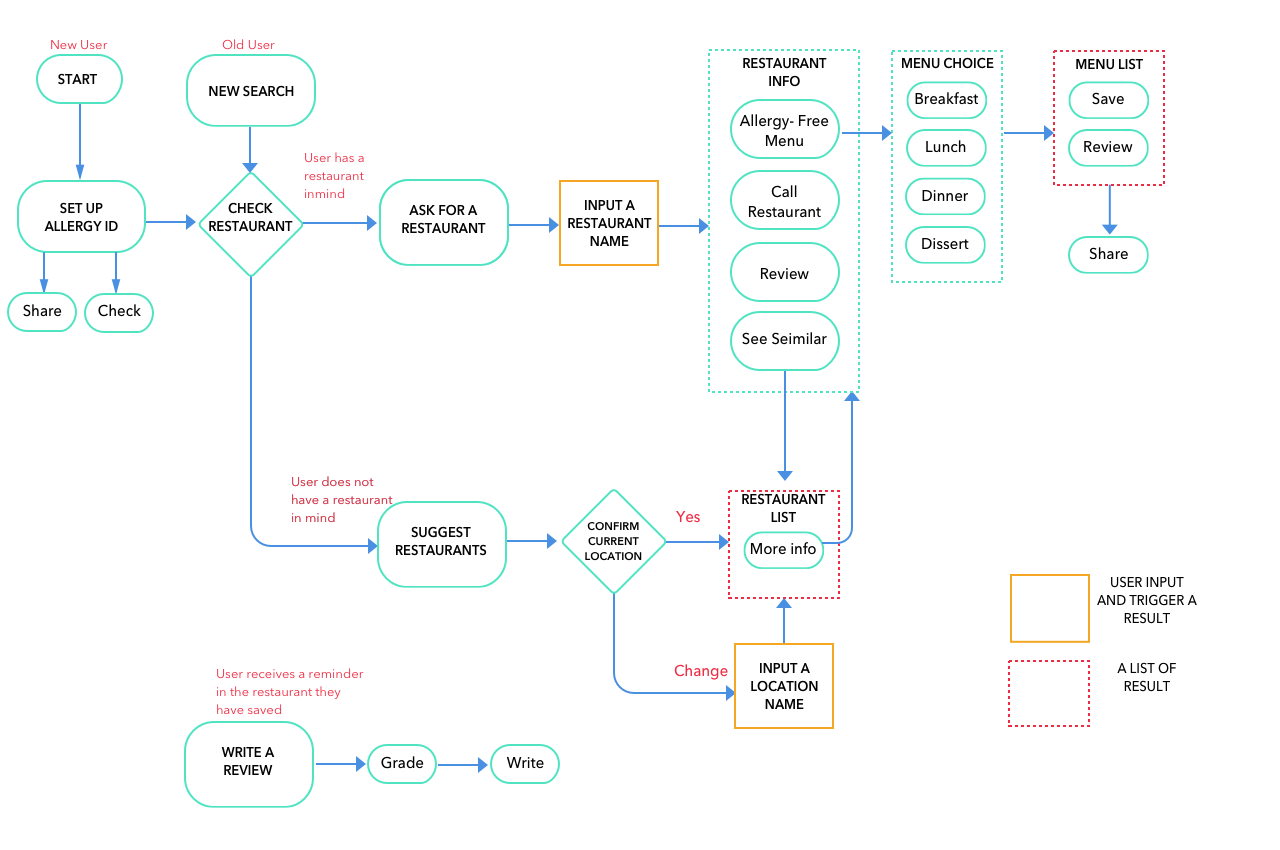 New User
START
SET UP
ALLERGY ID
Share
Check
Old User
NEW SEARCH
CHECK
RESTAURANT
User has a
restaurant
inmind
ASK FOR A
RESTAURANT
INPUT A
RESTAURANT
NAME
RESTAURANT
INFO
Allergy- Free
Menu
Call
Restaurant
Review
See Seimilar
MENU CHOICE
Breakfast
Lunch
Dinner
Dissert
MENU LIST
Save
Review
Share
User does not
have a restaurant
in mind
SUGGEST
RESTAURANTS
CONFIRM
CURRENT
LOCATION
Yes
RESTAURANT
LIST
More info
Change
INPUT A
LOCATION
NAME
USER INPUT
AND TRIGGER A
RESULT
A LIST OF
RESULT
User receives a reminder
in the restaurant they
have saved
WRITE A
REVIEW
Grade
Write